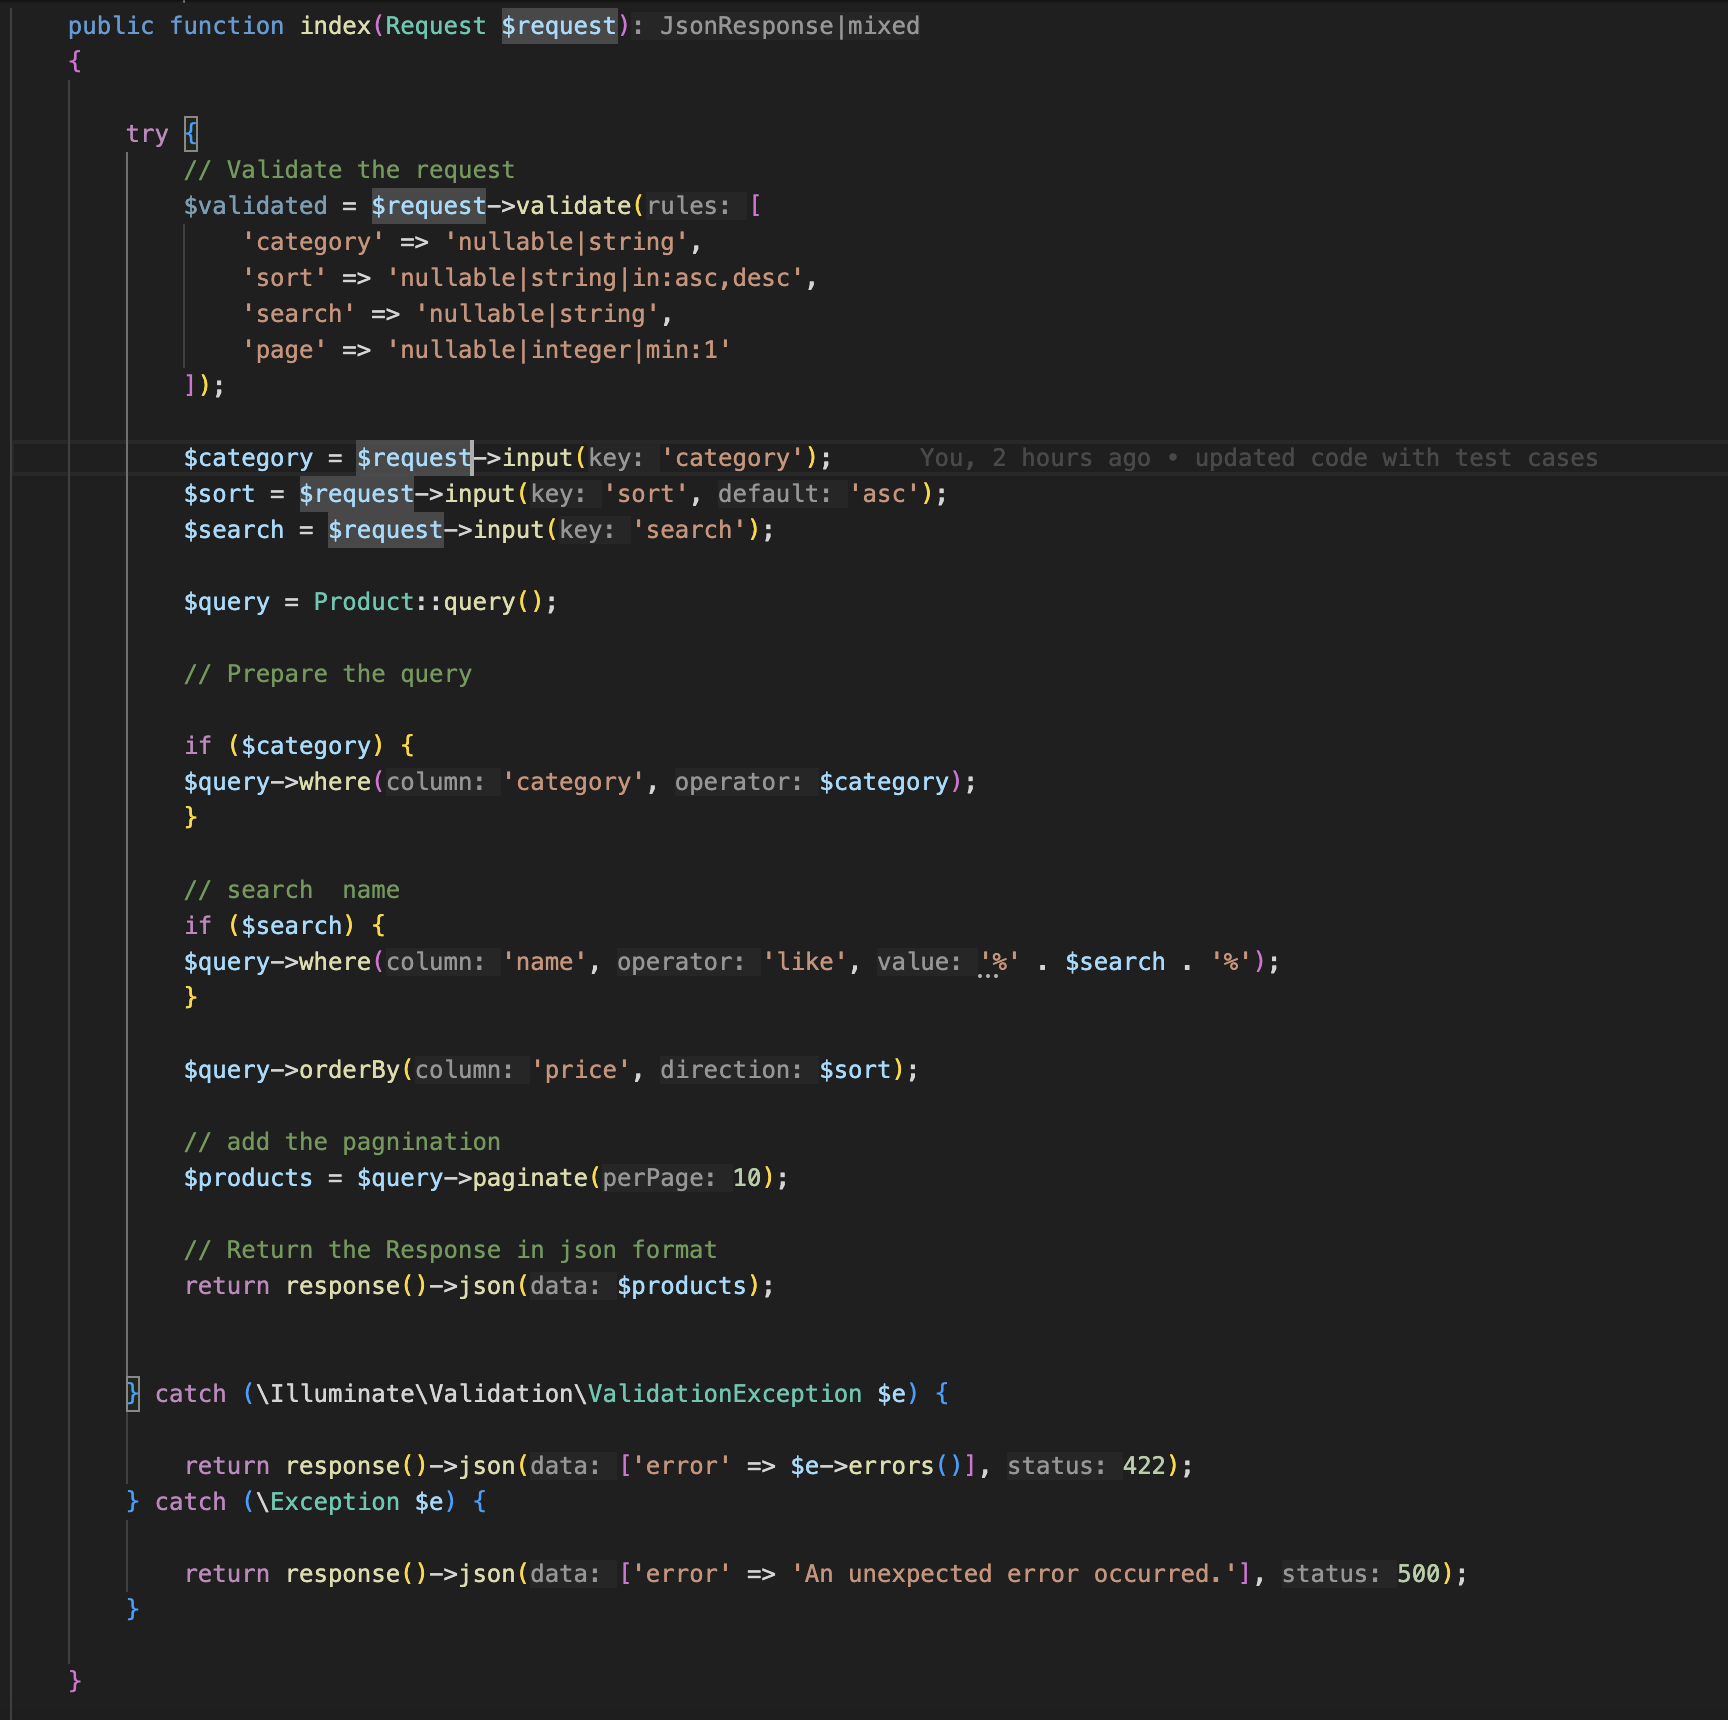 public function index(Request $request): JsonResponse|mixed
{
try {
// Validate the request
$validated = $request->validate(rules: [
'category' => 'nullable|string',
'sort' => 'nullable|string|in:asc,desc',
'search' => 'nullable|string',
'page' => 'nullable|integer|min:1'
]);
$category = $request->input(key: 'category'); You, 2 hours ago • updated code with test cases
$sort = $request->input(key: 'sort', default: 'asc');
$search = $request->input(key: 'search');
$query = Product::query();
// Prepare the query
if ($category) {
$query->where(column: 'category', operator: $category);
}
// search  name
if ($search) {
$query->where(column: 'name', operator: 'like', value: '%' . $search . '%');
}
$query->orderBy(column: 'price', direction: $sort);
// add the pagnination
$products = $query->paginate(perPage: 10);
// Return the Response in json format
return response()->json(data: $products);
} catch (\Illuminate\Validation\ValidationException $e) {
return response()->json(data: ['error' => $e->errors()], status: 422);
} catch (\Exception $e) {
return response()->json(data: ['error' => 'An unexpected error occurred.'], status: 500);
}
}